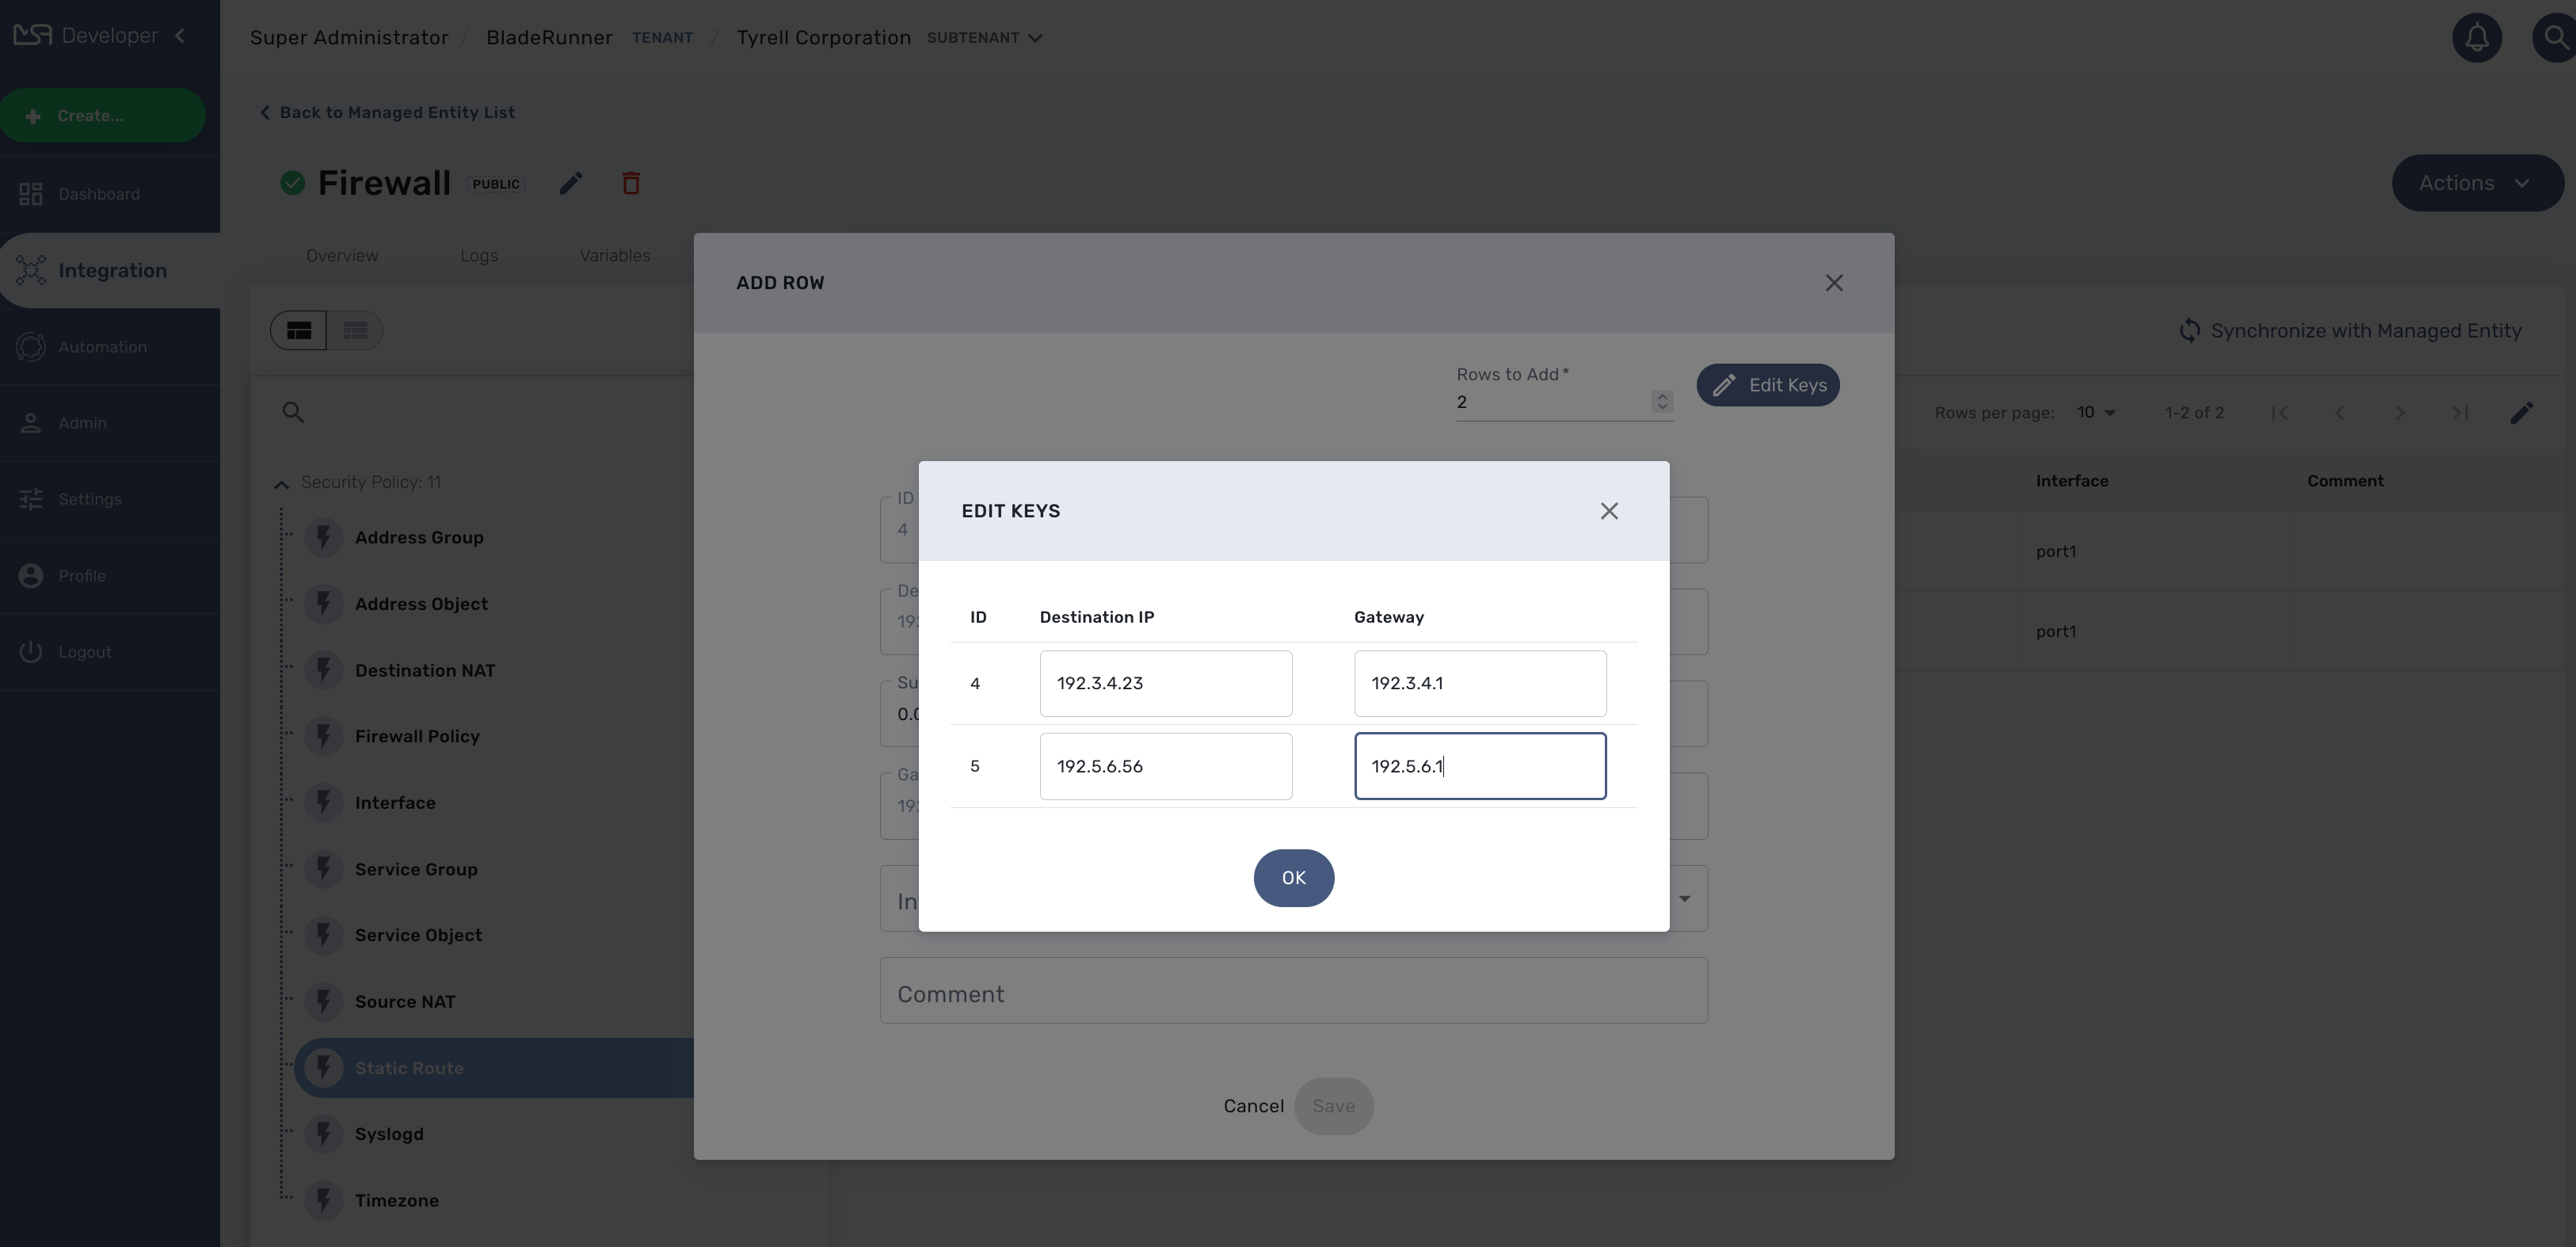 MSA Developer
Super Administrator / BladeRunner TENANT / Tyrell Corporation SUBTENANT
Create...
Back to Managed Entity List
Firewall PUBLIC
Actions
Dashboard
Integration
Automation
Admin
Settings
Profile
Logout
Overview Logs Variables
Synchronize with Managed Entity
Rows per page: 10 1-2 of 2
Interface Comment
port1
port1
Security Policy: 11
Address Group
Address Object
Destination NAT
Firewall Policy
Interface
Service Group
Service Object
Source NAT
Static Route
Syslogd
Timezone
ADD ROW
Rows to Add *
2
Edit Keys
ID
4
De
192
Su
0.0
Ga
192
In
Comment
Cancel Save
EDIT KEYS
ID Destination IP Gateway
4 192.3.4.23 192.3.4.1
5 192.5.6.56 192.5.6.1
OK